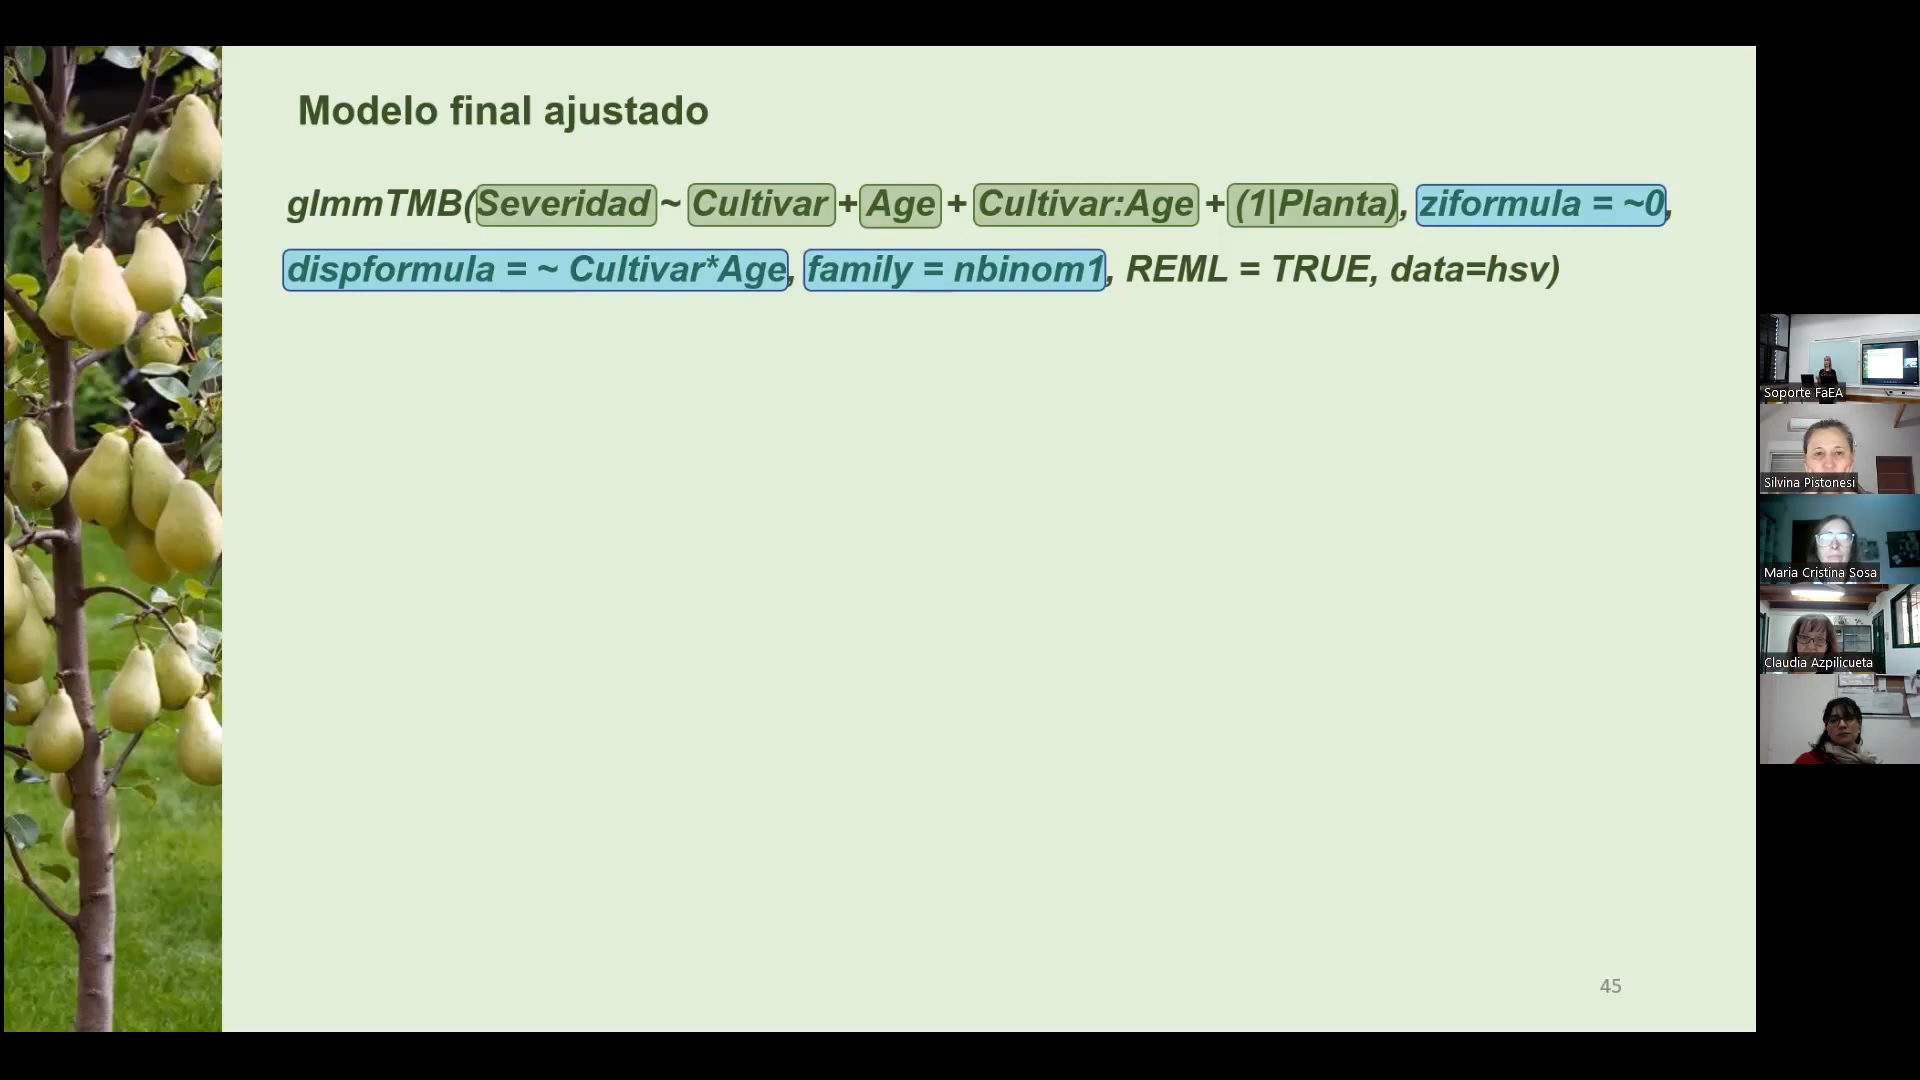 Modelo final ajustado
glmmTMB(Severidad ~ Cultivar + Age + Cultivar:Age + (1|Planta), ziformula = ~0,
dispformula = ~ Cultivar*Age, family = nbinom1, REML = TRUE, data=hsv)
45
Soporte FaEA
Silvina Pistonesi
Maria Cristina Sosa
Claudia Azpilicueta